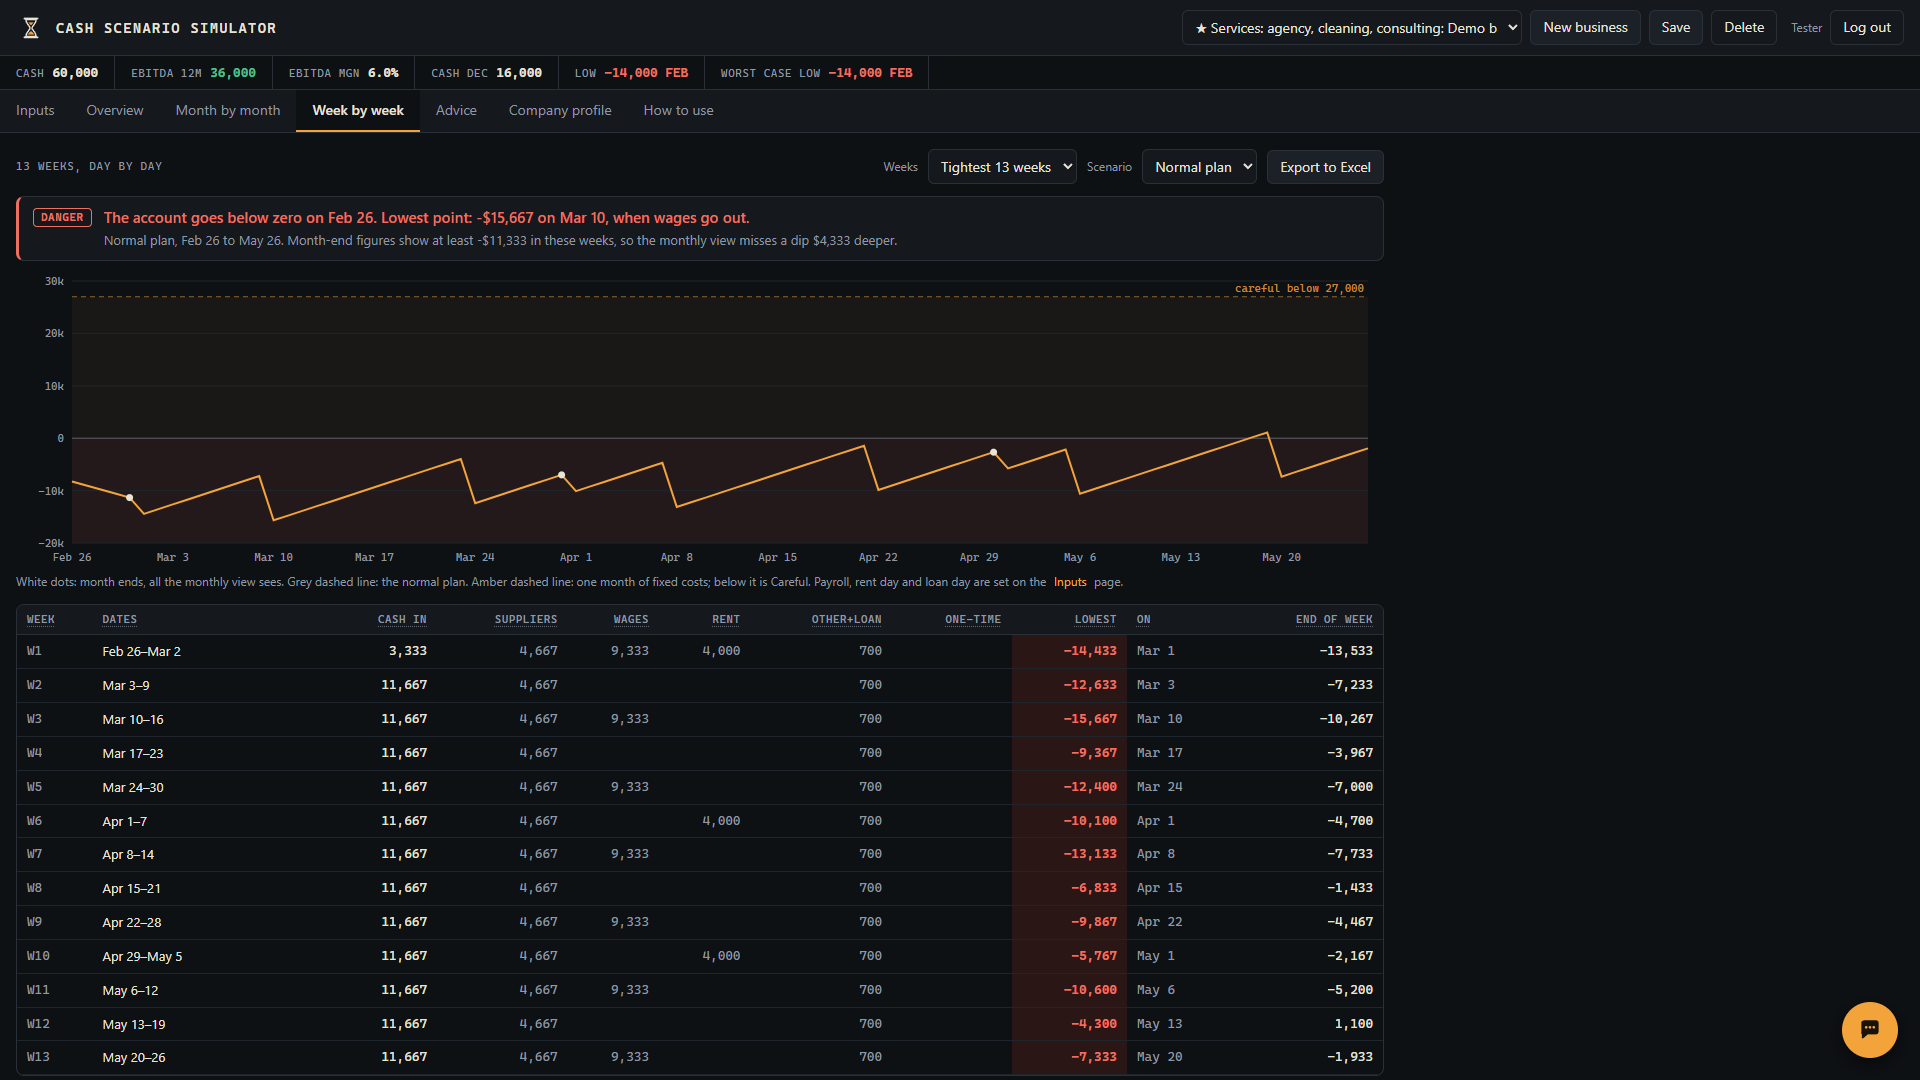 CASH SCENARIO SIMULATOR
★ Services: agency, cleaning, consulting: Demo b
New business
Save
Delete
Tester
Log out
CASH 60,000
EBITDA 12M 36,000
EBITDA MGN 6.0%
CASH DEC 16,000
LOW −14,000 FEB
WORST CASE LOW −14,000 FEB
Inputs
Overview
Month by month
Week by week
Advice
Company profile
How to use
13 WEEKS, DAY BY DAY
Weeks
Tightest 13 weeks
Scenario
Normal plan
Export to Excel
DANGER
The account goes below zero on Feb 26. Lowest point: -$15,667 on Mar 10, when wages go out.
Normal plan, Feb 26 to May 26. Month-end figures show at least -$11,333 in these weeks, so the monthly view misses a dip $4,333 deeper.
30k
careful below 27,000
20k
10k
0
−10k
−20k
Feb 26 Mar 3 Mar 10 Mar 17 Mar 24 Apr 1 Apr 8 Apr 15 Apr 22 Apr 29 May 6 May 13 May 20
White dots: month ends, all the monthly view sees. Grey dashed line: the normal plan. Amber dashed line: one month of fixed costs; below it is Careful. Payroll, rent day and loan day are set on the Inputs page.
WEEK DATES CASH IN SUPPLIERS WAGES RENT OTHER+LOAN ONE-TIME LOWEST ON END OF WEEK
W1 Feb 26–Mar 2 3,333 4,667 9,333 4,000 700 −14,433 Mar 1 −13,533
W2 Mar 3–9 11,667 4,667 700 −12,633 Mar 3 −7,233
W3 Mar 10–16 11,667 4,667 9,333 700 −15,667 Mar 10 −10,267
W4 Mar 17–23 11,667 4,667 700 −9,367 Mar 17 −3,967
W5 Mar 24–30 11,667 4,667 9,333 700 −12,400 Mar 24 −7,000
W6 Apr 1–7 11,667 4,667 4,000 700 −10,100 Apr 1 −4,700
W7 Apr 8–14 11,667 4,667 9,333 700 −13,133 Apr 8 −7,733
W8 Apr 15–21 11,667 4,667 700 −6,833 Apr 15 −1,433
W9 Apr 22–28 11,667 4,667 9,333 700 −9,867 Apr 22 −4,467
W10 Apr 29–May 5 11,667 4,667 4,000 700 −5,767 May 1 −2,167
W11 May 6–12 11,667 4,667 9,333 700 −10,600 May 6 −5,200
W12 May 13–19 11,667 4,667 700 −4,300 May 13 1,100
W13 May 20–26 11,667 4,667 9,333 700 −7,333 May 20 −1,933